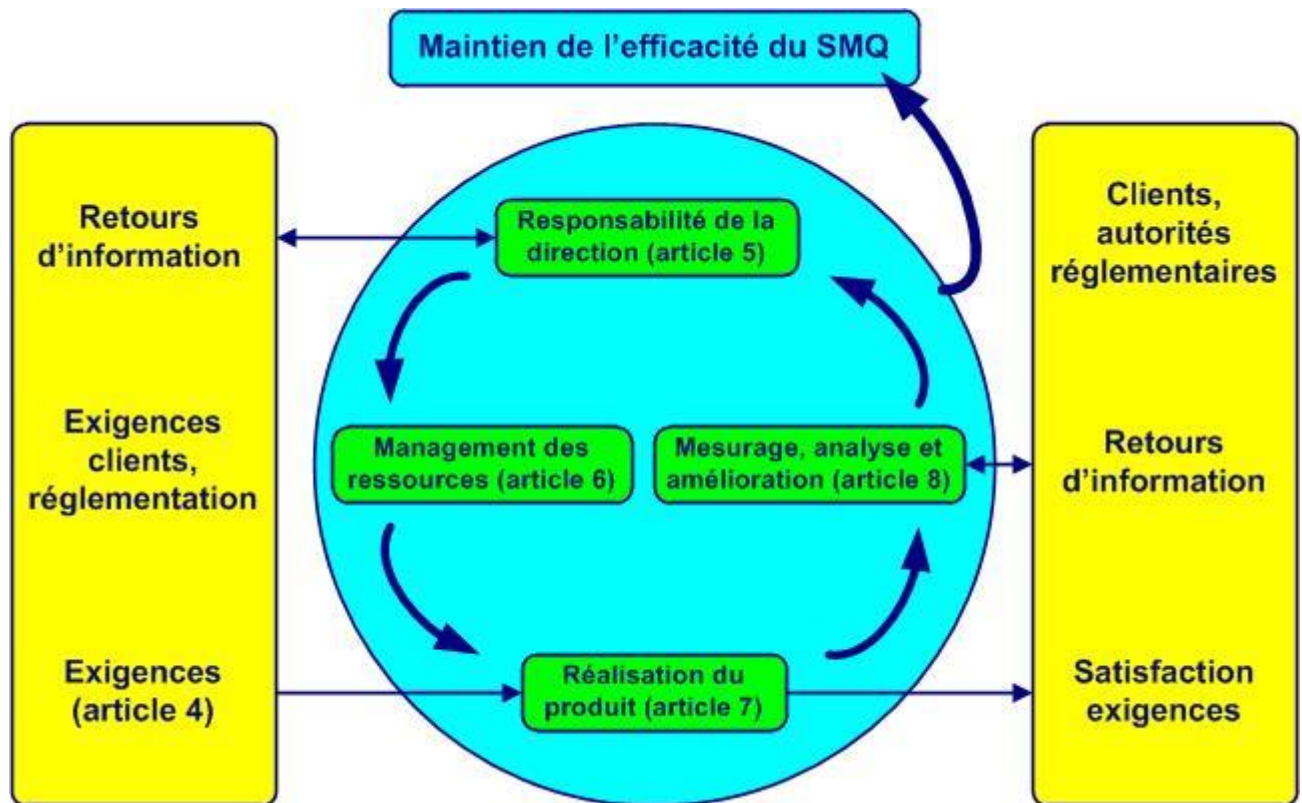 Maintien de l'efficacité du SMQ
Retours
d'information
Exigences
clients,
réglementation
Exigences
(article 4)
Responsabilité de la
direction (article 5)
Management des
ressources (article 6)
Mesurage, analyse et
amélioration (article 8)
Réalisation du
produit (article 7)
Clients,
autorités
réglementaires
Retours
d'information
Satisfaction
exigences